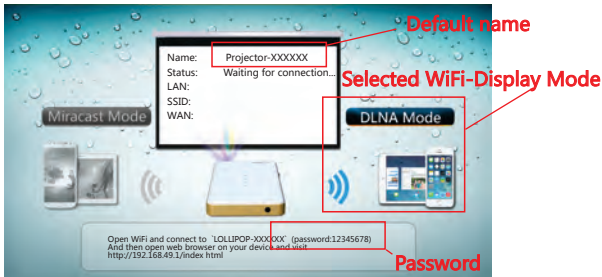 Default name
Name: Projector-XXXXXX
Status: Waiting for connection...
LAN:
SSID:
WAN:
Selected WiFi-Display Mode
Miracast Mode
DLNA Mode
Open WiFi and connect to `LOLLIPOP-XXXXXX` (password:12345678)
And then open web browser on your device and visit
http://192.168.49.1/index html
Password